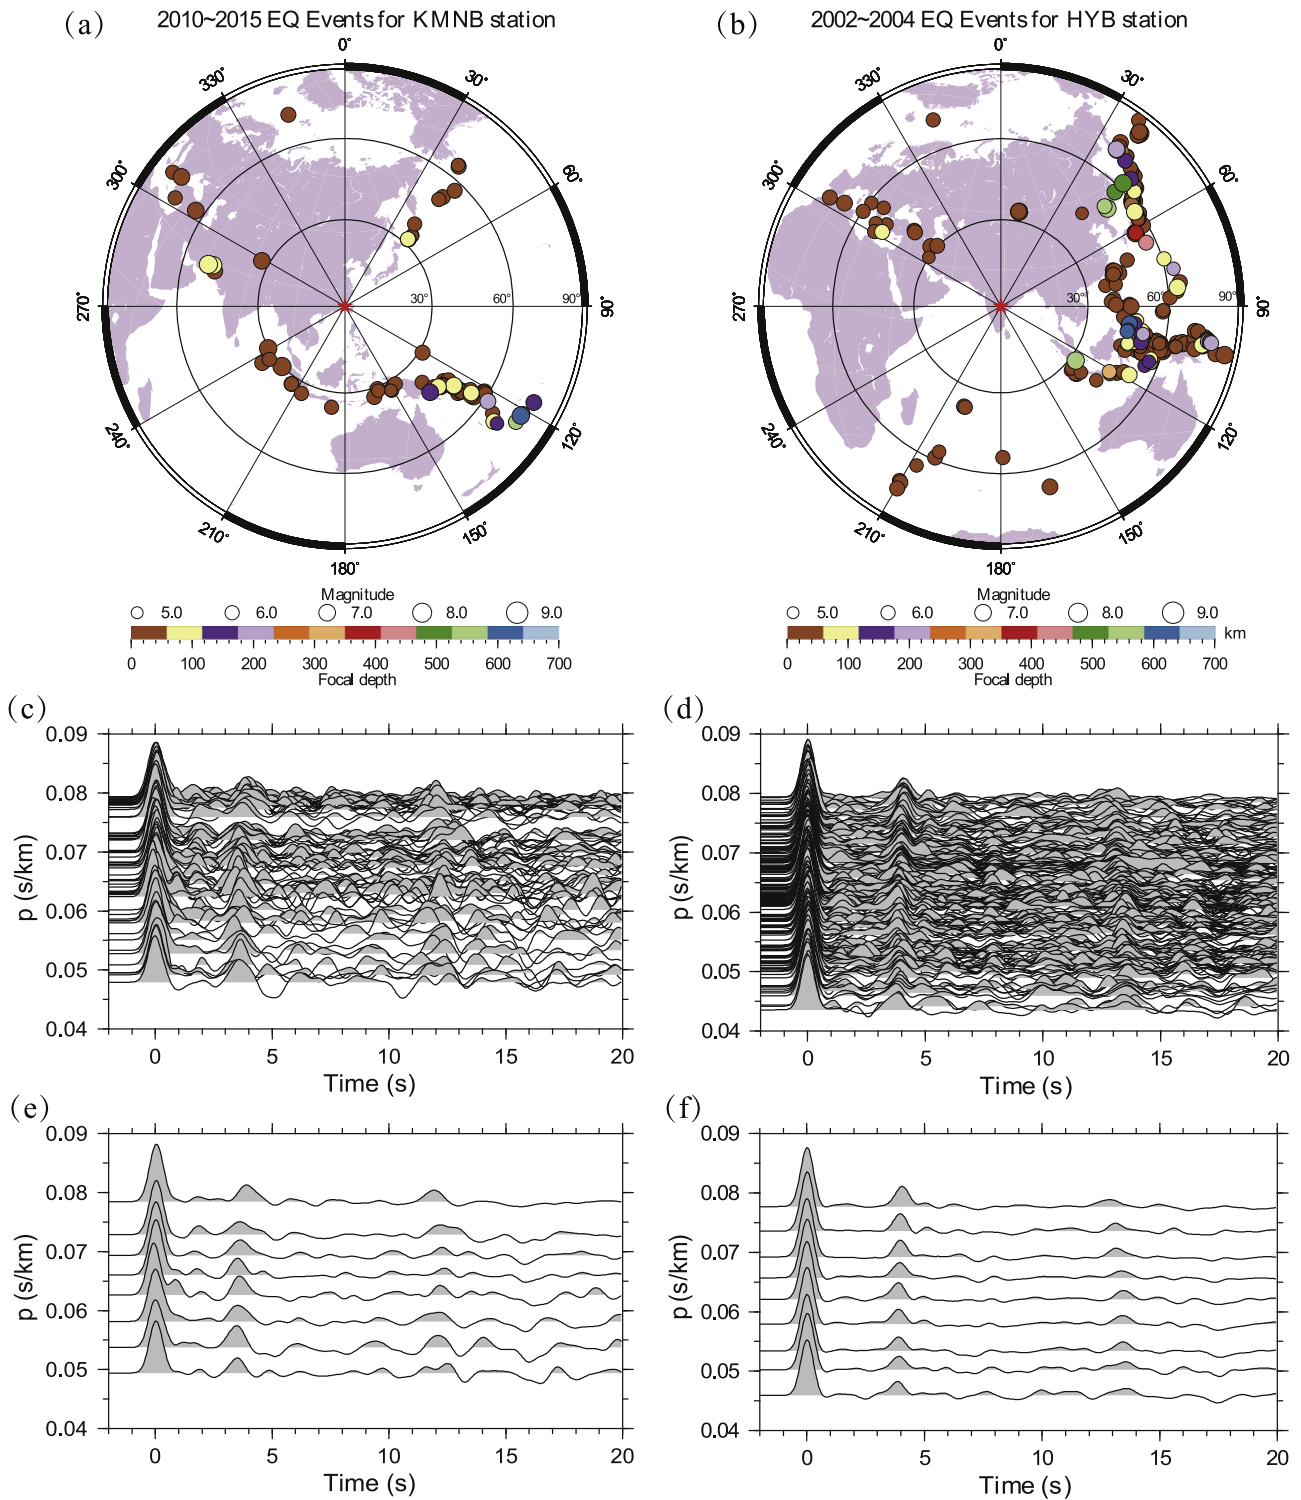 (a) 2010~2015 EQ Events for KMNB station
(b) 2002~2004 EQ Events for HYB station
0° 30° 60° 90° 120° 150° 180° 210° 240° 270° 300° 330°
30° 60° 90°
0° 30° 60° 90° 120° 150° 180° 210° 240° 270° 300° 330°
30° 60° 90°
Magnitude
5.0 6.0 7.0 8.0 9.0
0 100 200 300 400 500 600 700
Focal depth
Magnitude
5.0 6.0 7.0 8.0 9.0
km
0 100 200 300 400 500 600 700
Focal depth
(c)
0.09
0.08
0.07
0.06
0.05
0.04
p (s/km)
0 5 10 15 20
Time (s)
(d)
0.09
0.08
0.07
0.06
0.05
0.04
p (s/km)
0 5 10 15 20
Time (s)
(e)
0.09
0.08
0.07
0.06
0.05
0.04
p (s/km)
0 5 10 15 20
Time (s)
(f)
0.09
0.08
0.07
0.06
0.05
0.04
p (s/km)
0 5 10 15 20
Time (s)